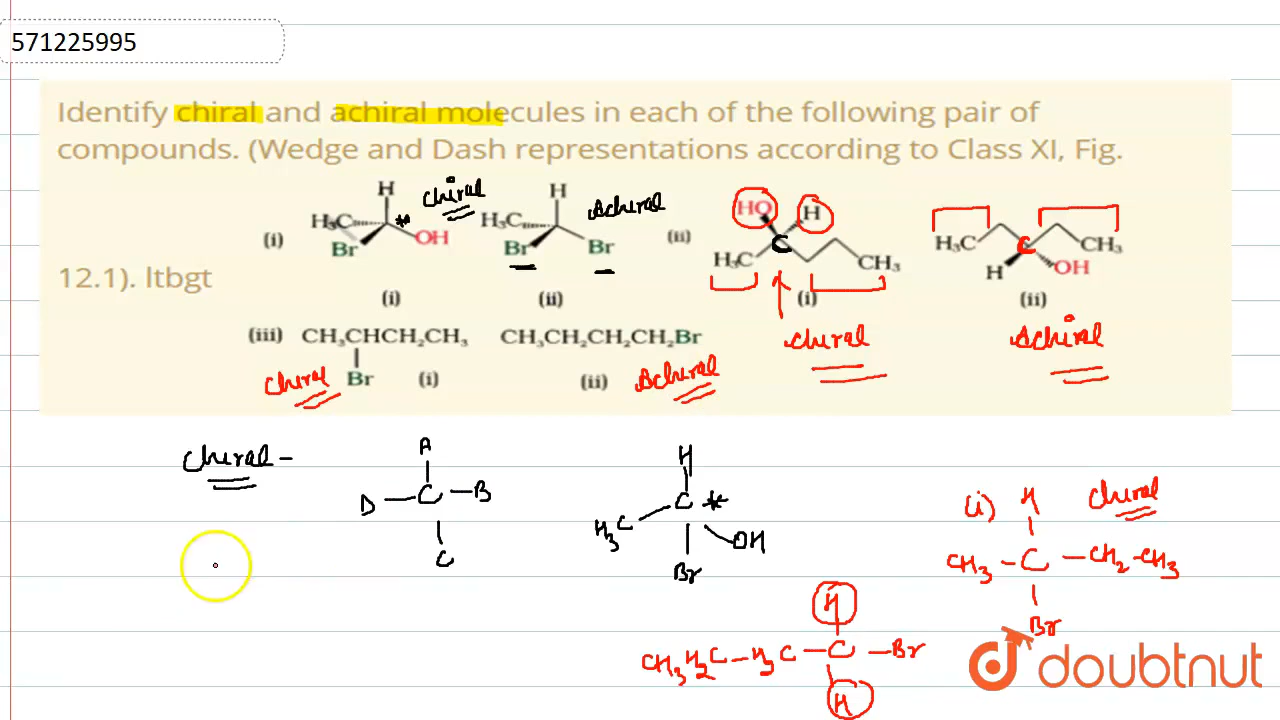 571225995
Identify chiral and achiral molecules in each of the following pair of
compounds. (Wedge and Dash representations according to Class XI, Fig.
12.1). ltbgt
(i)
H
H₃C
*
Br
OH
Chiral
(i)
H
H₃C
Br
Br
Achiral
(ii)
(ii)
HO
H
C
H₃C
CH₃
(i)
Chiral
H₃C
C
CH₃
H
OH
(ii)
Achiral
(iii) CH₃CHCH₂CH₃
Br
(i)
Chiral
CH₃CH₂CH₂CH₂Br
(ii)
Achiral
Chiral –
A
D – C – B
C
H
C *
H₃C
OH
Br
(i)
H
Chiral
CH₃ – C – CH₂–CH₃
Br
H
CH₃H₂C – H₃C – C – Br
H
doubtnut